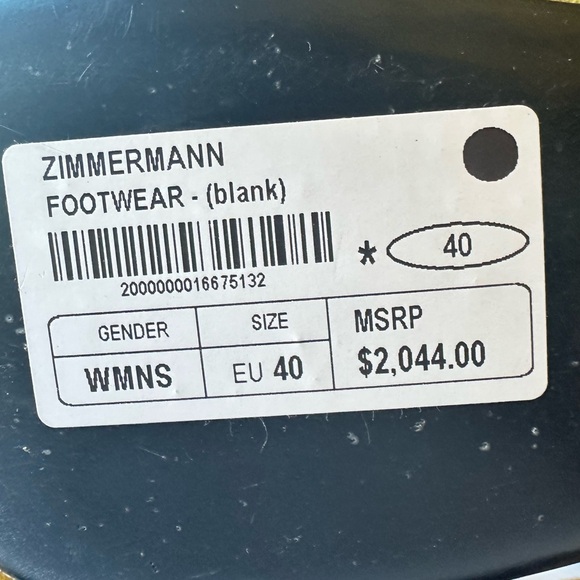 ZIMMERMANN
FOOTWEAR - (blank)
2000000016675132
* 40
GENDER
SIZE
WMNS
EU 40
MSRP
$2,044.00